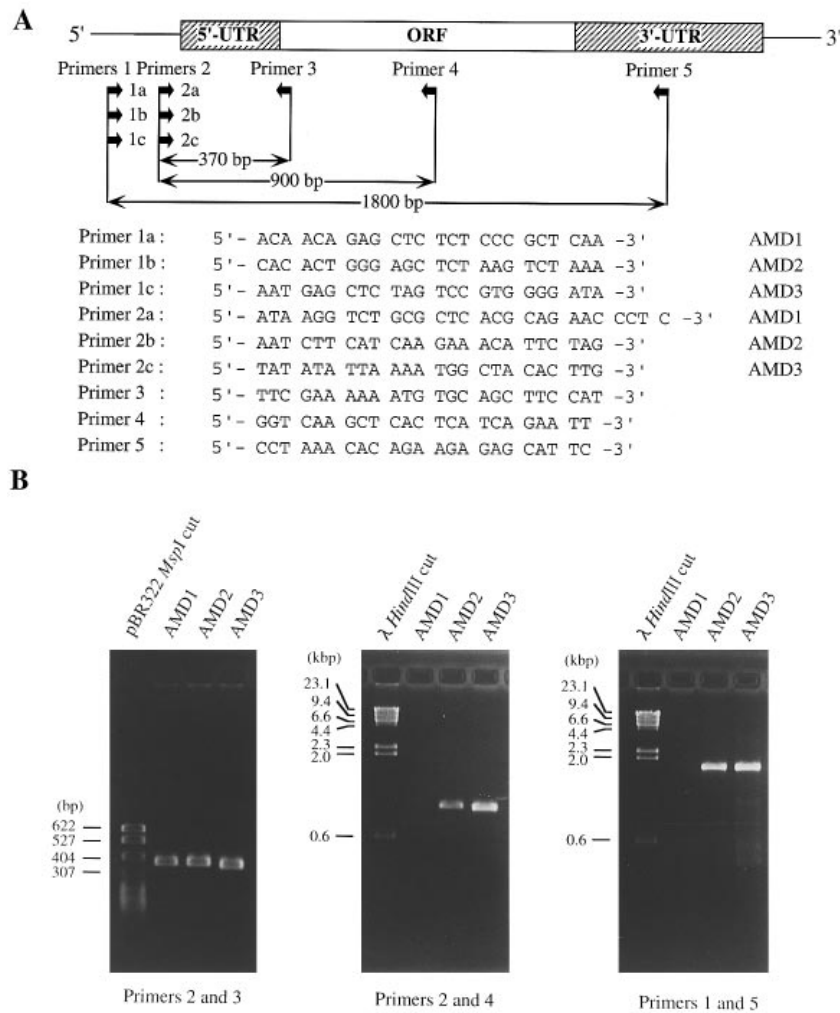 A
5' 5'-UTR ORF 3'-UTR 3'
Primers 1 Primers 2 Primer 3 Primer 4 Primer 5
1a 2a
1b 2b
1c 2c
370 bp
900 bp
1800 bp
Primer 1a : 5'- ACA ACA GAG CTC TCT CCC GCT CAA -3' AMD1
Primer 1b : 5'- CAC ACT GGG AGC TCT AAG TCT AAA -3' AMD2
Primer 1c : 5'- AAT GAG CTC TAG TCC GTG GGG ATA -3' AMD3
Primer 2a : 5'- ATA AGG TCT GCG CTC ACG CAG AAC CCT C -3' AMD1
Primer 2b : 5'- AAT CTT CAT CAA GAA ACA TTC TAG -3' AMD2
Primer 2c : 5'- TAT ATA TTA AAA TGG CTA CAC TTG -3' AMD3
Primer 3 : 5'- TTC GAA AAA ATG TGC AGC TTC CAT -3'
Primer 4 : 5'- GGT CAA GCT CAC TCA TCA GAA TT -3'
Primer 5 : 5'- CCT AAA CAC AGA AGA GAG CAT TC -3'
B
pBR322 MspI cut
AMD1
AMD2
AMD3
(bp)
622
527
404
307
Primers 2 and 3
λ HindIII cut
AMD1
AMD2
AMD3
(kbp)
23.1
9.4
6.6
4.4
2.3
2.0
0.6
Primers 2 and 4
λ HindIII cut
AMD1
AMD2
AMD3
(kbp)
23.1
9.4
6.6
4.4
2.3
2.0
0.6
Primers 1 and 5